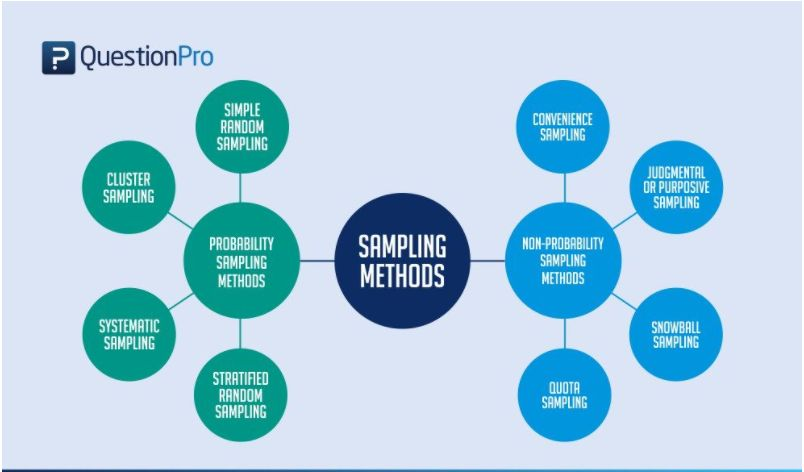 QuestionPro
SIMPLE
RANDOM
SAMPLING
CLUSTER
SAMPLING
PROBABILITY
SAMPLING
METHODS
SYSTEMATIC
SAMPLING
STRATIFIED
RANDOM
SAMPLING
SAMPLING
METHODS
CONVENIENCE
SAMPLING
JUDGMENTAL
OR PURPOSIVE
SAMPLING
NON-PROBABILITY
SAMPLING
METHODS
SNOWBALL
SAMPLING
QUOTA
SAMPLING